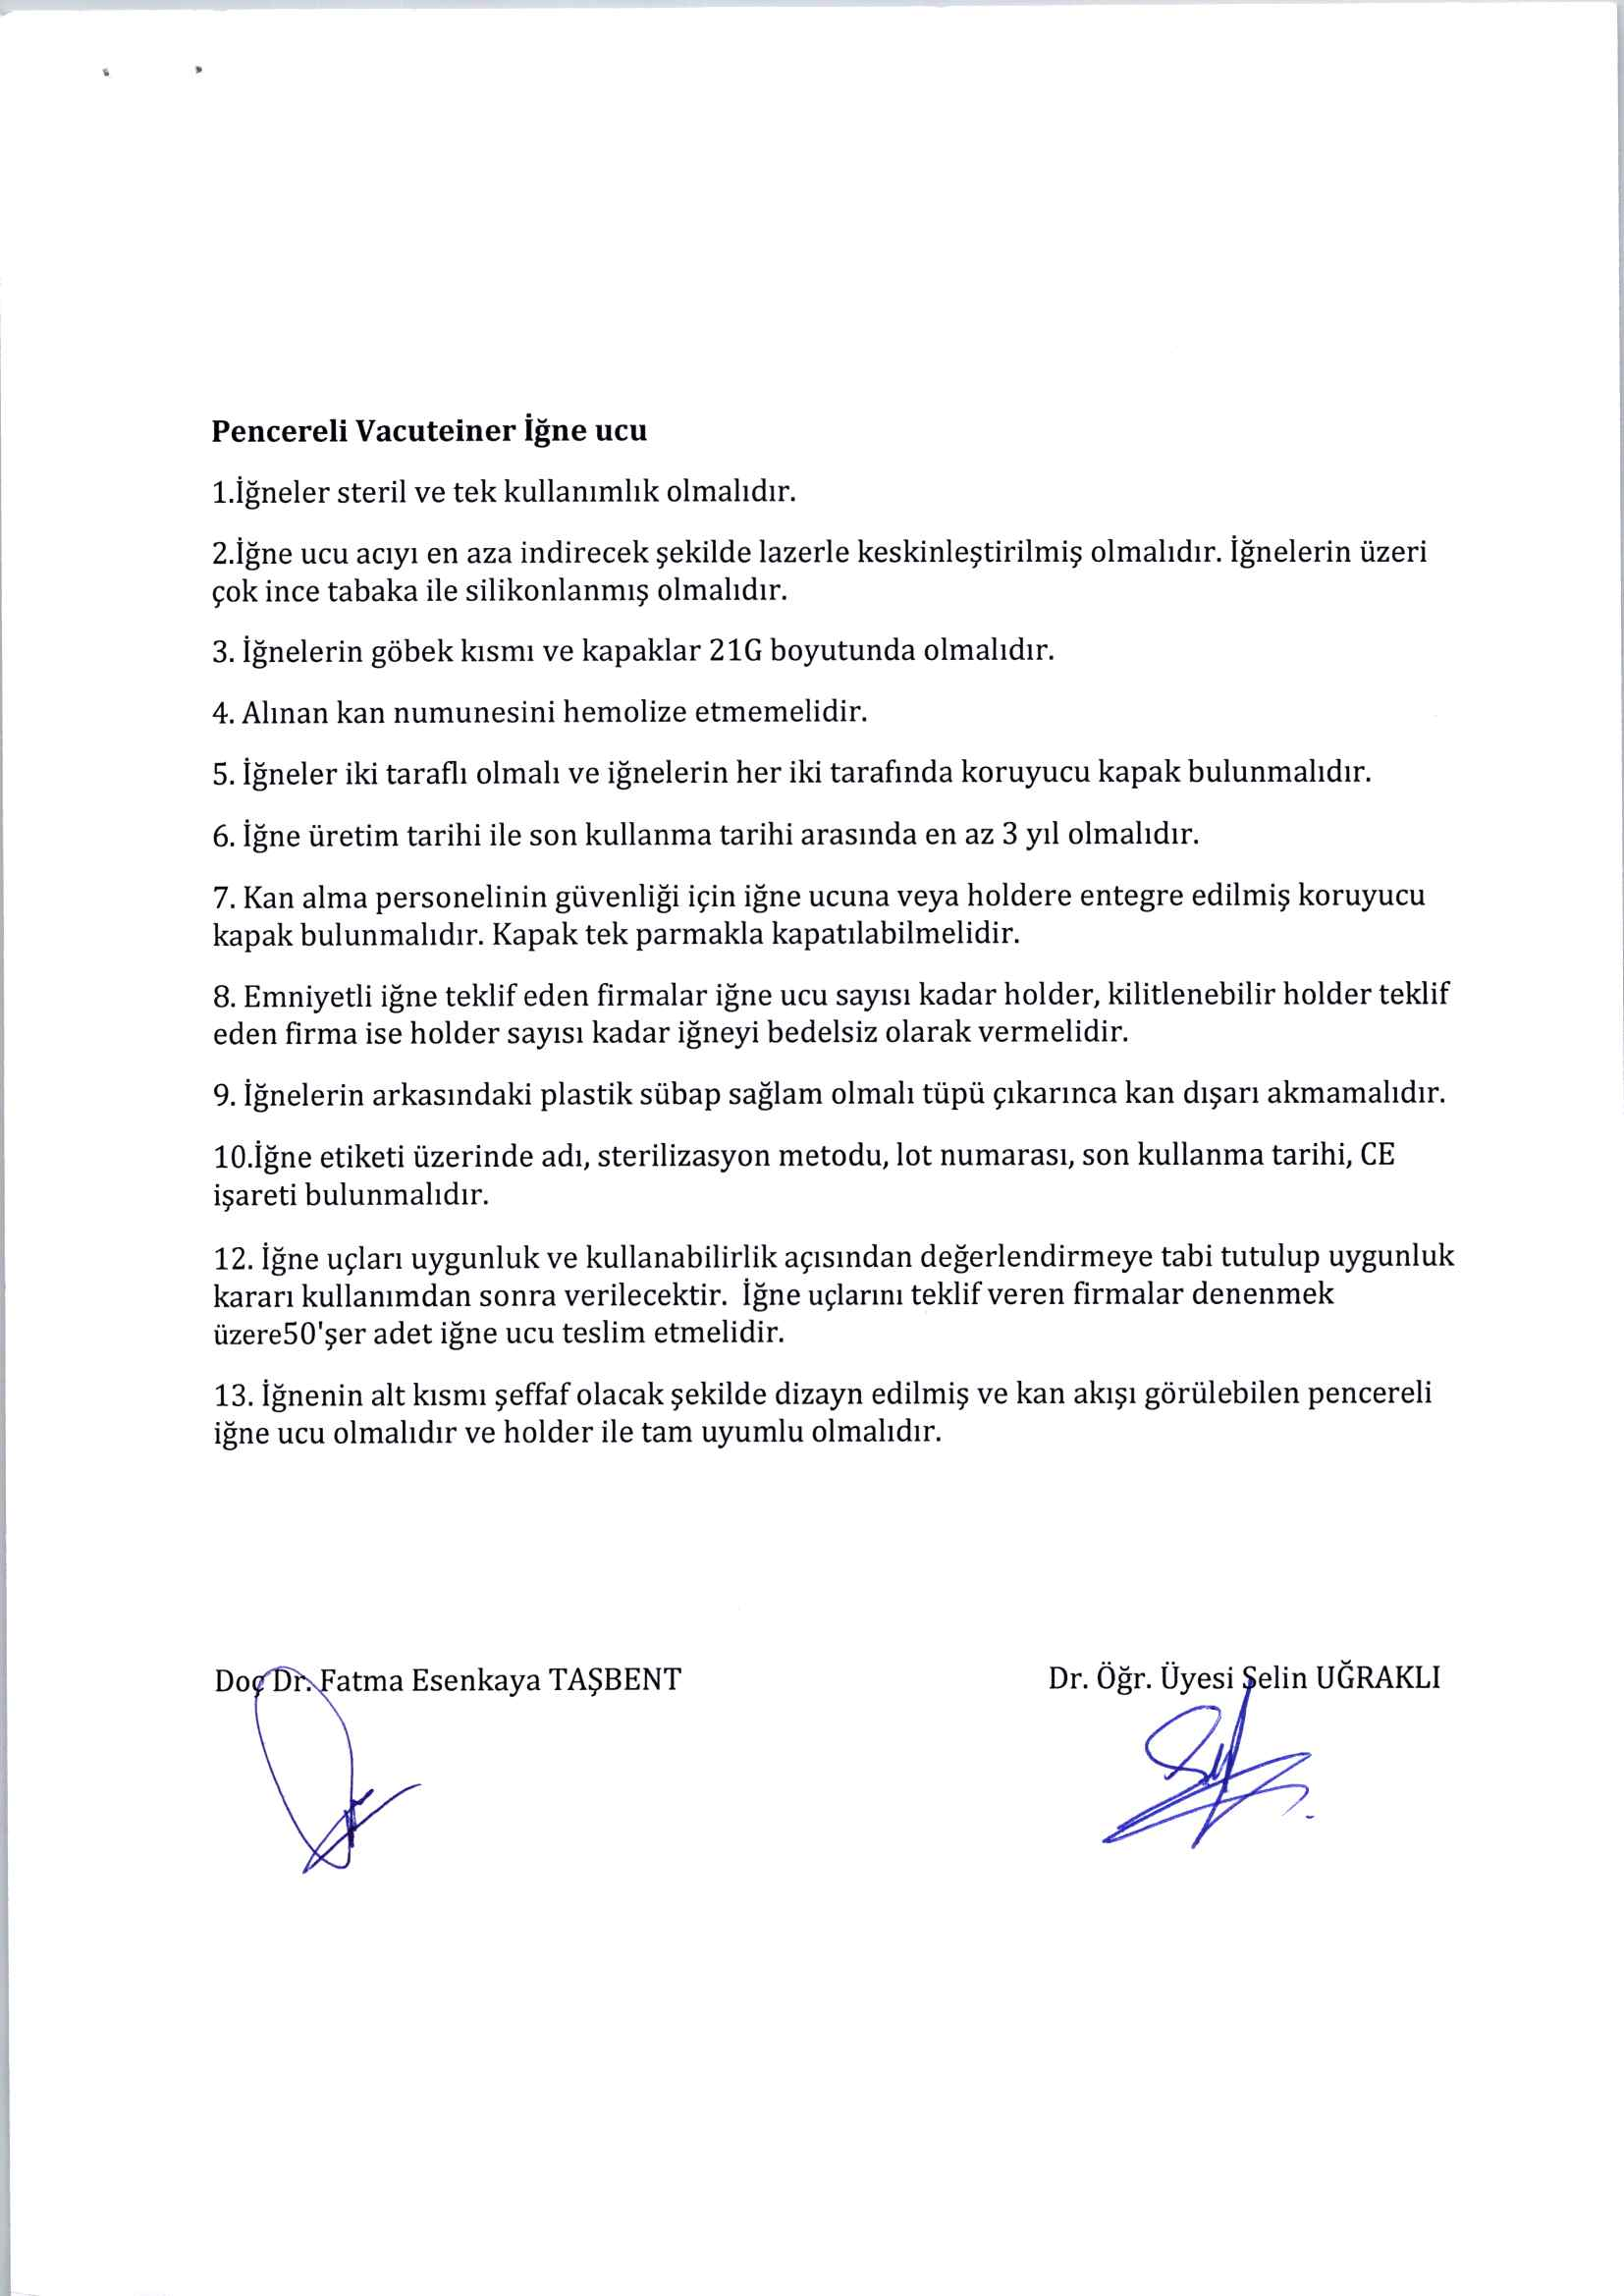 Pencereli Vacuteiner İğne ucu
1.İğneler steril ve tek kullanımlık olmalıdır.
2.İğne ucu acıyı en aza indirecek şekilde lazerle keskinleştirilmiş olmalıdır. İğnelerin üzeri
çok ince tabaka ile silikonlanmış olmalıdır.
3. İğnelerin göbek kısmı ve kapaklar 21G boyutunda olmalıdır.
4. Alınan kan numunesini hemolize etmemelidir.
5. İğneler iki taraflı olmalı ve iğnelerin her iki tarafında koruyucu kapak bulunmalıdır.
6. İğne üretim tarihi ile son kullanma tarihi arasında en az 3 yıl olmalıdır.
7. Kan alma personelinin güvenliği için iğne ucuna veya holdere entegre edilmiş koruyucu
kapak bulunmalıdır. Kapak tek parmakla kapatılabilmelidir.
8. Emniyetli iğne teklif eden firmalar iğne ucu sayısı kadar holder, kilitlenebilir holder teklif
eden firma ise holder sayısı kadar iğneyi bedelsiz olarak vermelidir.
9. İğnelerin arkasındaki plastik sübap sağlam olmalı tüpü çıkarınca kan dışarı akmamalıdır.
10.İğne etiketi üzerinde adı, sterilizasyon metodu, lot numarası, son kullanma tarihi, CE
işareti bulunmalıdır.
12. İğne uçları uygunluk ve kullanabilirlik açısından değerlendirmeye tabi tutulup uygunluk
kararı kullanımdan sonra verilecektir.  İğne uçlarını teklif veren firmalar denenmek
üzere50'şer adet iğne ucu teslim etmelidir.
13. İğnenin alt kısmı şeffaf olacak şekilde dizayn edilmiş ve kan akışı görülebilen pencereli
iğne ucu olmalıdır ve holder ile tam uyumlu olmalıdır.
Doç Dr. Fatma Esenkaya TAŞBENT
Dr. Öğr. Üyesi Selin UĞRAKLI